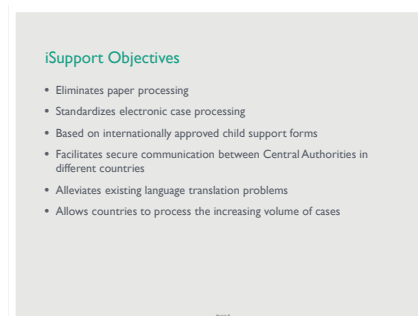 iSupport Objectives
• Eliminates paper processing
• Standardizes electronic case processing
• Based on internationally approved child support forms
• Facilitates secure communication between Central Authorities in
different countries
• Alleviates existing language translation problems
• Allows countries to process the increasing volume of cases